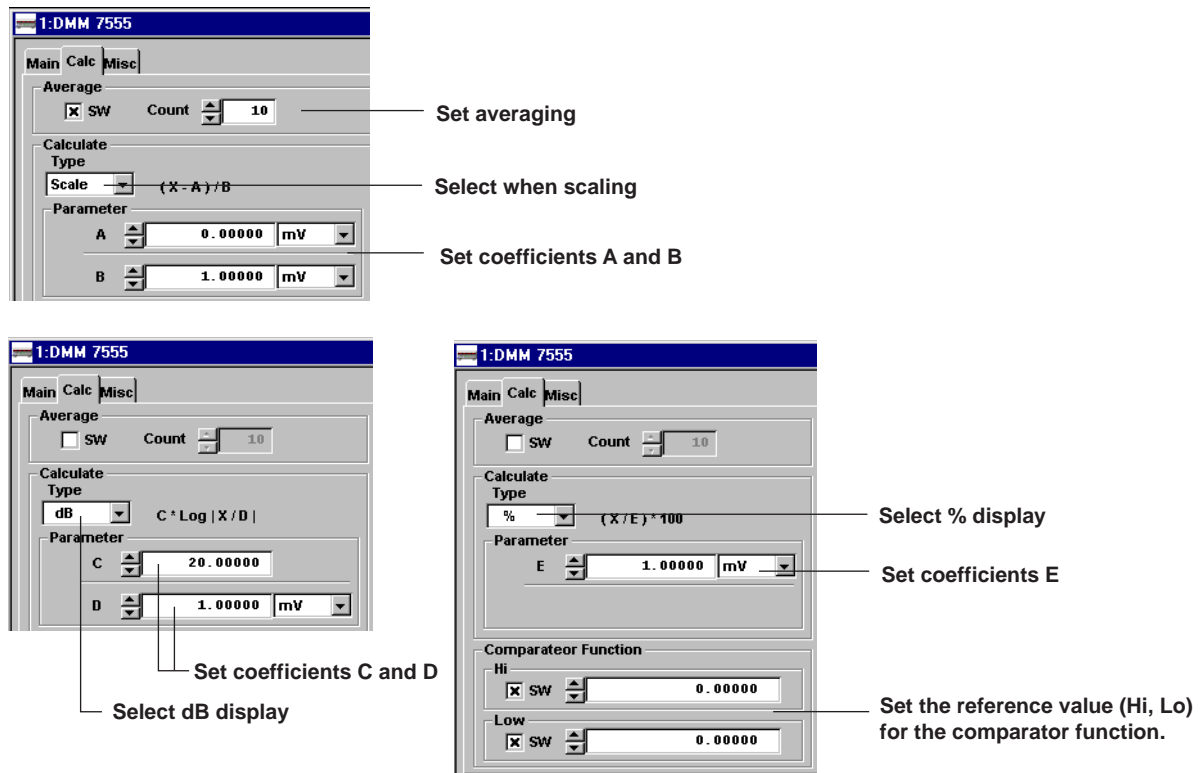 1:DMM 7555
Main Calc Misc
Average
SW Count 10
Set averaging
Calculate
Type
Scale (X-A)/B
Select when scaling
Parameter
A 0.00000 mV
Set coefficients A and B
B 1.00000 mV
1:DMM 7555
Main Calc Misc
Average
SW Count 10
Calculate
Type
dB C*Log|X/D|
Parameter
C 20.00000
D 1.00000 mV
Set coefficients C and D
Select dB display
1:DMM 7555
Main Calc Misc
Average
SW Count 10
Calculate
Type
% (X/E)*100
Select % display
Parameter
E 1.00000 mV
Set coefficients E
Comparateor Function
Hi
SW 0.00000
Set the reference value (Hi, Lo)
for the comparator function.
Low
SW 0.00000